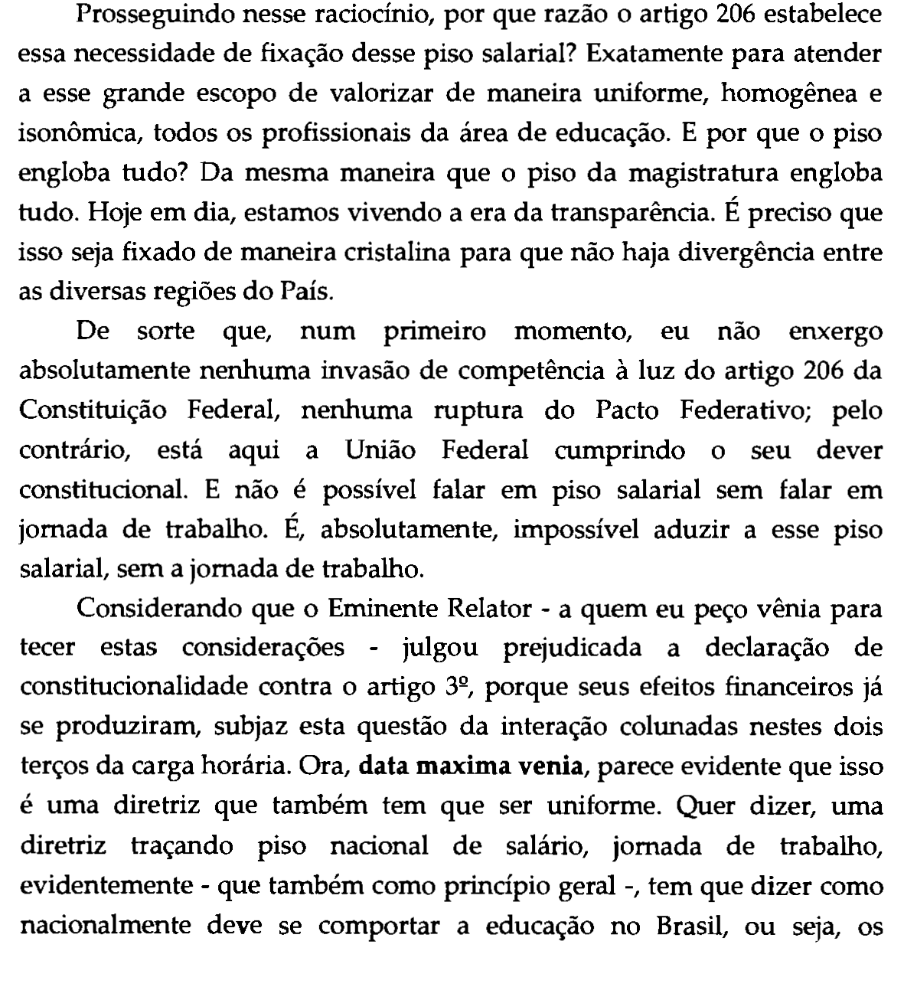 Prosseguindo nesse raciocínio, por que razão o artigo 206 estabelece
essa necessidade de fixação desse piso salarial? Exatamente para atender
a esse grande escopo de valorizar de maneira uniforme, homogênea e
isonômica, todos os profissionais da área de educação. E por que o piso
engloba tudo? Da mesma maneira que o piso da magistratura engloba
tudo. Hoje em dia, estamos vivendo a era da transparência. É preciso que
isso seja fixado de maneira cristalina para que não haja divergência entre
as diversas regiões do País.
De sorte que, num primeiro momento, eu não enxergo
absolutamente nenhuma invasão de competência à luz do artigo 206 da
Constituição Federal, nenhuma ruptura do Pacto Federativo; pelo
contrário, está aqui a União Federal cumprindo o seu dever
constitucional. E não é possível falar em piso salarial sem falar em
jornada de trabalho. É, absolutamente, impossível aduzir a esse piso
salarial, sem a jornada de trabalho.
Considerando que o Eminente Relator - a quem eu peço vênia para
tecer estas considerações - julgou prejudicada a declaração de
constitucionalidade contra o artigo 3º, porque seus efeitos financeiros já
se produziram, subjaz esta questão da interação colunadas nestes dois
terços da carga horária. Ora, data maxima venia, parece evidente que isso
é uma diretriz que também tem que ser uniforme. Quer dizer, uma
diretriz traçando piso nacional de salário, jornada de trabalho,
evidentemente - que também como princípio geral -, tem que dizer como
nacionalmente deve se comportar a educação no Brasil, ou seja, os